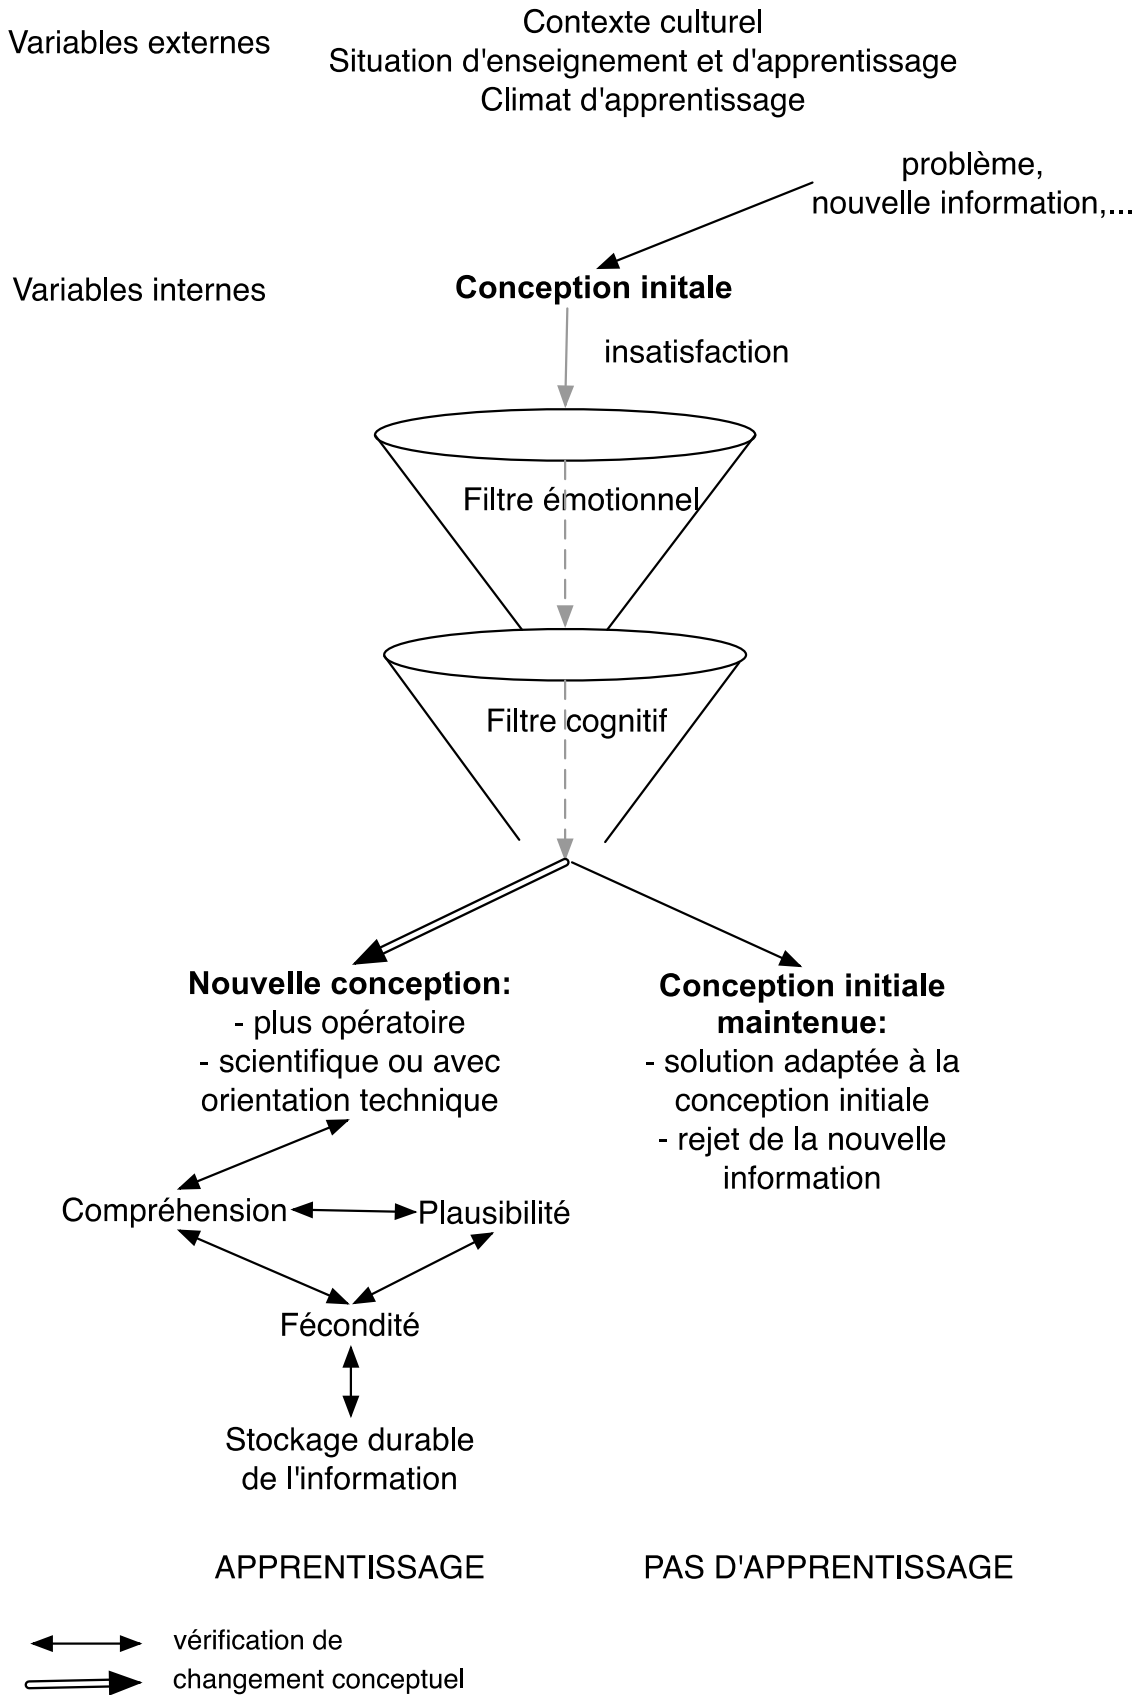 Variables externes
Contexte culturel
Situation d'enseignement et d'apprentissage
Climat d'apprentissage
problème,
nouvelle information,...
Variables internes
Conception initale
insatisfaction
Filtre émotionnel
Filtre cognitif
Nouvelle conception:
- plus opératoire
- scientifique ou avec
orientation technique
Conception initiale
maintenue:
- solution adaptée à la
conception initiale
- rejet de la nouvelle
information
Compréhension
Plausibilité
Fécondité
Stockage durable
de l'information
APPRENTISSAGE
PAS D'APPRENTISSAGE
vérification de
changement conceptuel